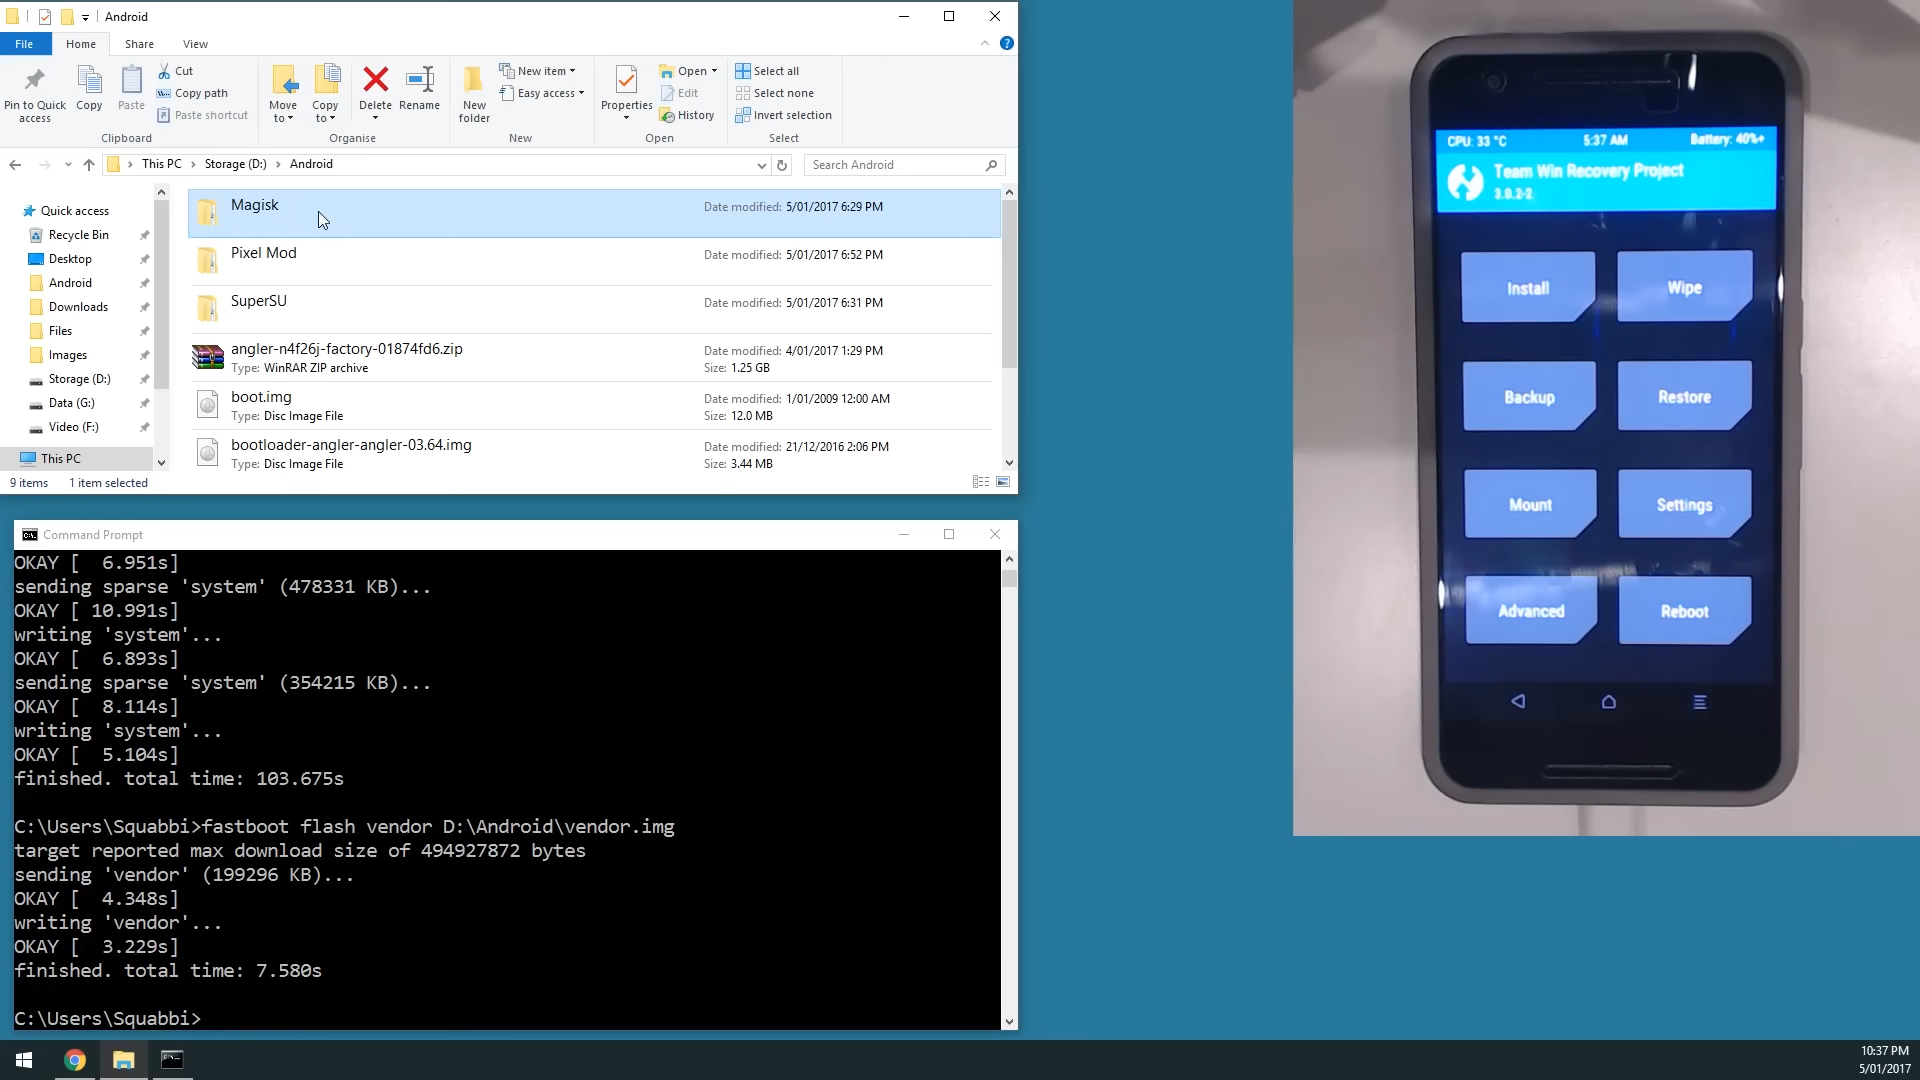 Android
File
Home
Share
View
Pin to Quick access
Copy
Paste
Cut
Copy path
Paste shortcut
Clipboard
Move to
Copy to
Delete
Rename
Organise
New folder
New item
Easy access
New
Properties
Open
Edit
History
Open
Select all
Select none
Invert selection
Select
This PC > Storage (D:) > Android
Search Android
Quick access
Recycle Bin
Desktop
Android
Downloads
Files
Images
Storage (D:)
Data (G:)
Video (F:)
This PC
Magisk
Date modified: 5/01/2017 6:29 PM
Pixel Mod
Date modified: 5/01/2017 6:52 PM
SuperSU
Date modified: 5/01/2017 6:31 PM
angler-n4f26j-factory-01874fd6.zip
Date modified: 4/01/2017 1:29 PM
Type: WinRAR ZIP archive
Size: 1.25 GB
boot.img
Date modified: 1/01/2009 12:00 AM
Type: Disc Image File
Size: 12.0 MB
bootloader-angler-angler-03.64.img
Date modified: 21/12/2016 2:06 PM
Type: Disc Image File
Size: 3.44 MB
9 items
1 item selected
Command Prompt
OKAY [  6.951s]
sending sparse 'system' (478331 KB)...
OKAY [ 10.991s]
writing 'system'...
OKAY [  6.893s]
sending sparse 'system' (354215 KB)...
OKAY [  8.114s]
writing 'system'...
OKAY [  5.104s]
finished. total time: 103.675s
C:\Users\Squabbi>fastboot flash vendor D:\Android\vendor.img
target reported max download size of 494927872 bytes
sending 'vendor' (199296 KB)...
OKAY [  4.348s]
writing 'vendor'...
OKAY [  3.229s]
finished. total time: 7.580s
C:\Users\Squabbi>
CPU: 33 °C
5:37 AM
Battery: 40%+
Team Win Recovery Project
3.0.2-2
Install
Wipe
Backup
Restore
Mount
Settings
Advanced
Reboot
10:37 PM
5/01/2017